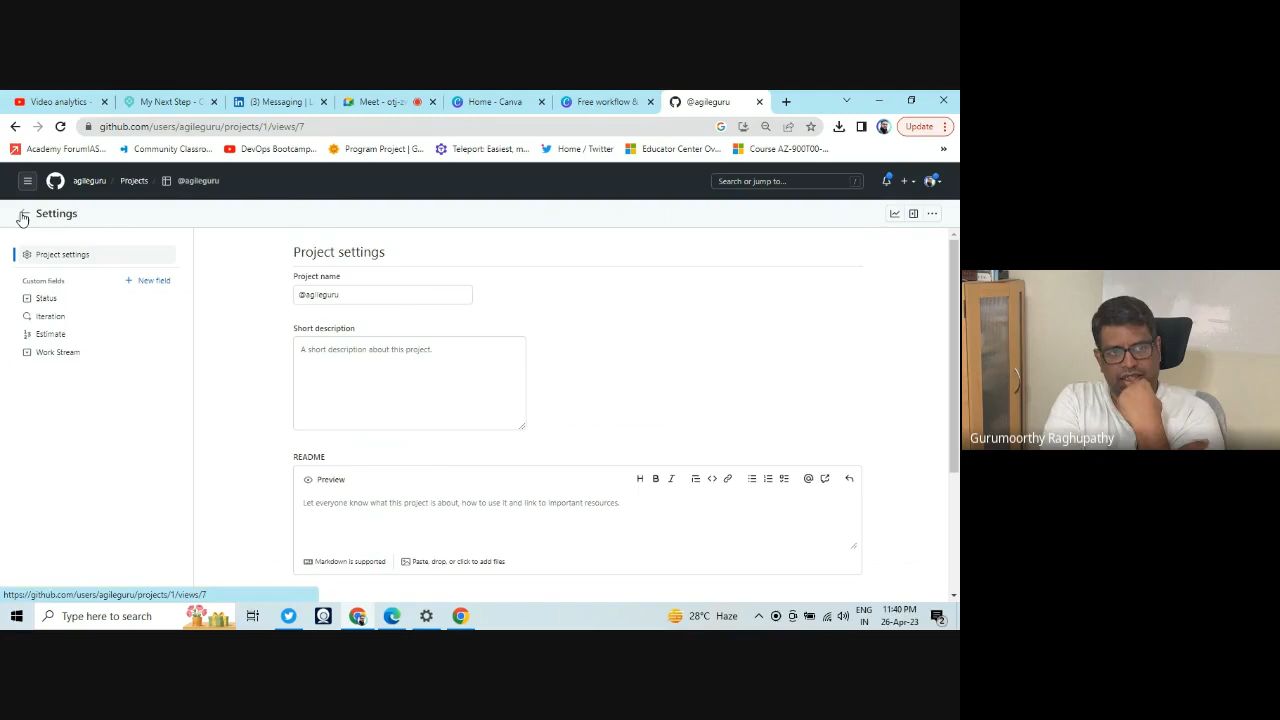 Video analytics -
My Next Step - C
(3) Messaging | L
Meet - otj-z
Home - Canva
Free workflow &
@agileguru
github.com/users/agileguru/projects/1/views/7
Update
Academy ForumIAS...
Community Classro...
DevOps Bootcamp...
Program Project | G...
Teleport: Easiest, m...
Home / Twitter
Educator Center Ov...
Course AZ-900T00-...
»
agileguru / Projects / @agileguru
Search or jump to...
/
Settings
Project settings
Custom fields
New field
Status
Iteration
Estimate
Work Stream
Project settings
Project name
@agileguru
Short description
A short description about this project.
README
Preview
H B I
Let everyone know what this project is about, how to use it and link to important resources.
Markdown is supported
Paste, drop, or click to add files
https://github.com/users/agileguru/projects/1/views/7
Type here to search
28°C Haze
ENG
IN
11:40 PM
26-Apr-23
2
Gurumoorthy Raghupathy